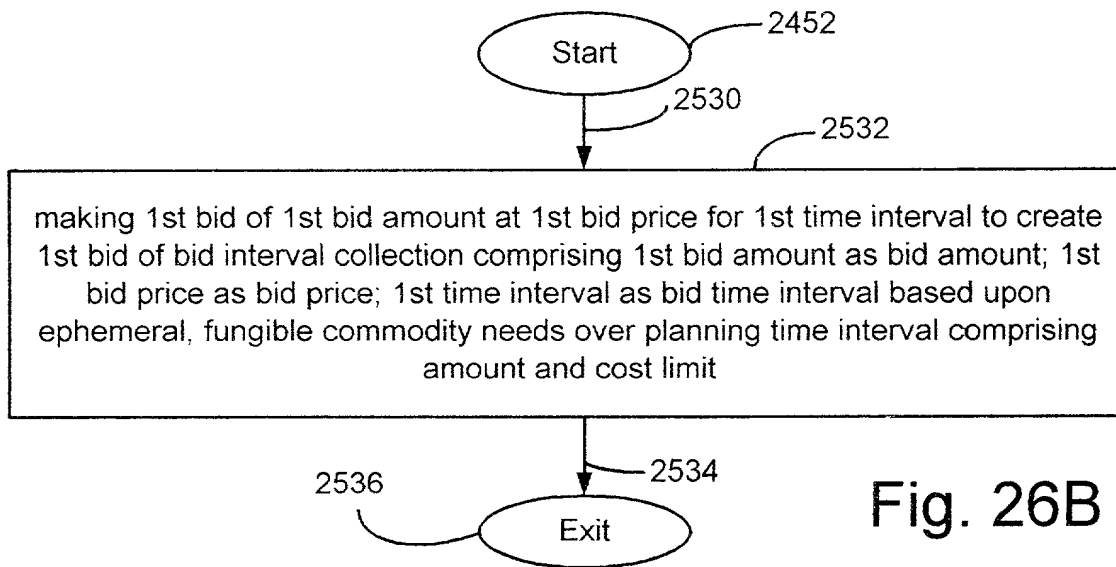 2452
Start
2530
2532
making 1st bid of 1st bid amount at 1st bid price for 1st time interval to create
1st bid of bid interval collection comprising 1st bid amount as bid amount; 1st
bid price as bid price; 1st time interval as bid time interval based upon
ephemeral, fungible commodity needs over planning time interval comprising
amount and cost limit
2534
2536
Exit
Fig. 26B